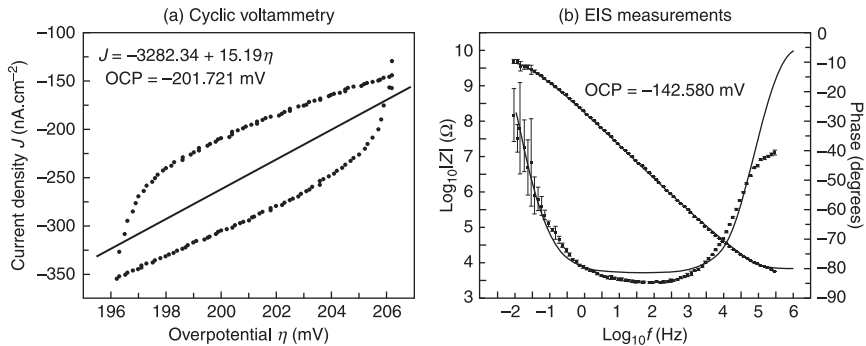 (a) Cyclic voltammetry
−100
−150
−200
−250
−300
−350
Current density J (nA.cm−2)
J = −3282.34 + 15.19η
OCP = −201.721 mV
196 198 200 202 204 206
Overpotential η (mV)
(b) EIS measurements
10
9
8
7
6
5
4
3
Log10|Z| (Ω)
OCP = −142.580 mV
0
−10
−20
−30
−40
−50
−60
−70
−80
−90
Phase (degrees)
−2 −1 0 1 2 3 4 5 6
Log10f (Hz)